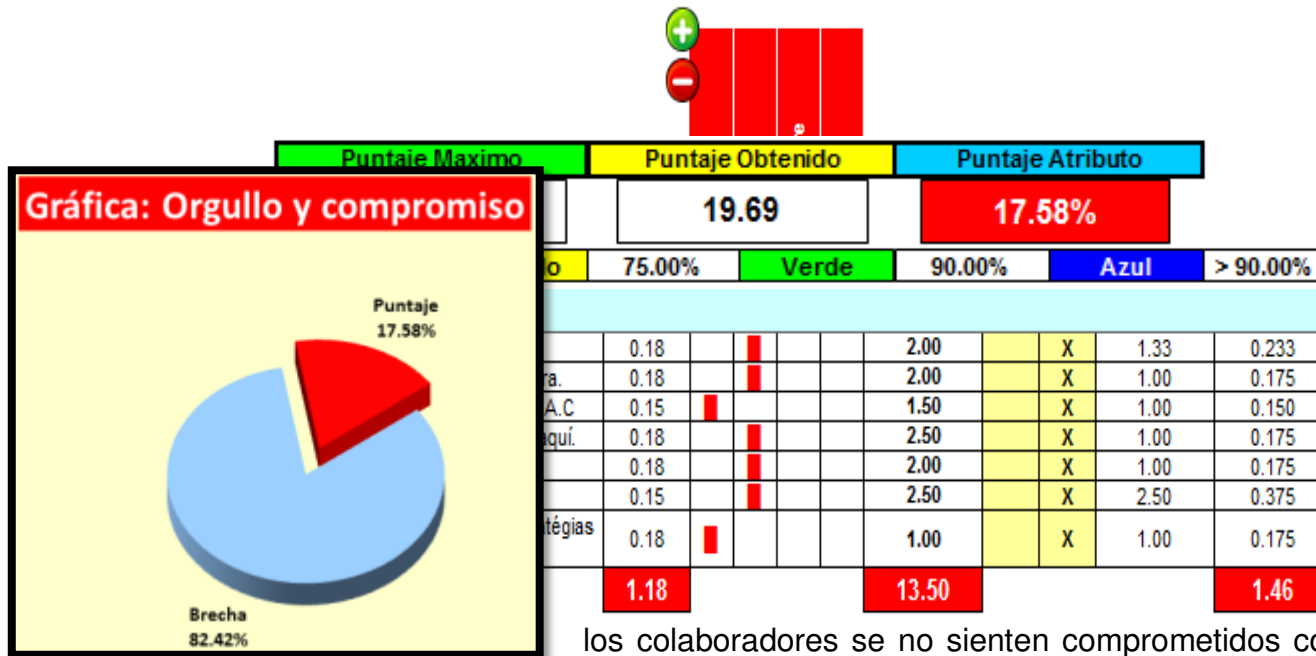 Puntaje Maximo Puntaje Obtenido Puntaje Atributo
Gráfica: Orgullo y compromiso
19.69 17.58%
75.00% Verde 90.00% Azul > 90.00%
Puntaje
17.58%
0.18 2.00 X 1.33 0.233
0.18 2.00 X 1.00 0.175
A.C 0.15 1.50 X 1.00 0.150
aquí. 0.18 2.50 X 1.00 0.175
0.18 2.00 X 1.00 0.175
0.15 2.50 X 2.50 0.375
0.18 1.00 X 1.00 0.175
1.18 13.50 1.46
Brecha
82.42%
los colaboradores se no sienten comprometidos